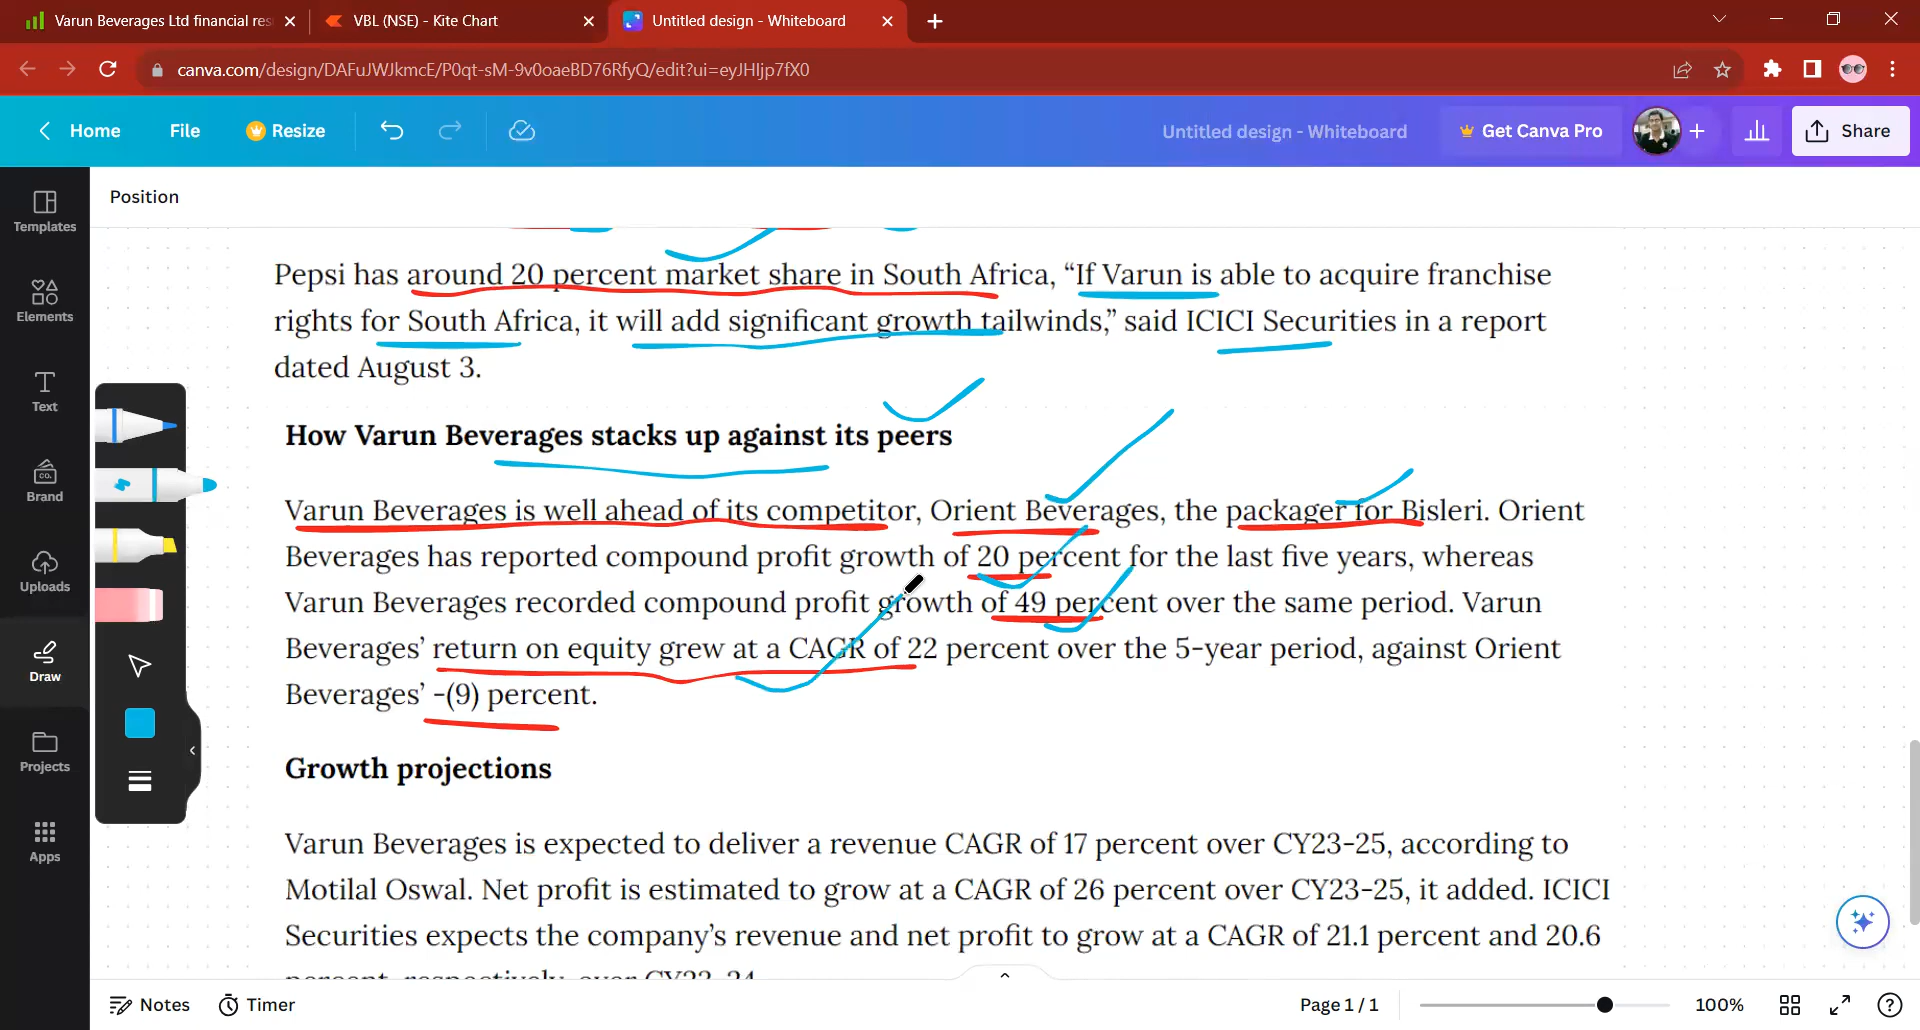 Varun Beverages Ltd financial res
VBL (NSE) - Kite Chart
Untitled design - Whiteboard
canva.com/design/DAFuJWJkmcE/P0qt-sM-9v0oaeBD76RfyQ/edit?ui=eyJHIjp7fX0
Home
File
Resize
Untitled design - Whiteboard
Get Canva Pro
Share
Position
Templates
Elements
Text
Brand
Uploads
Draw
Projects
Apps
Pepsi has around 20 percent market share in South Africa, “If Varun is able to acquire franchise
rights for South Africa, it will add significant growth tailwinds,” said ICICI Securities in a report
dated August 3.
How Varun Beverages stacks up against its peers
Varun Beverages is well ahead of its competitor, Orient Beverages, the packager for Bisleri. Orient
Beverages has reported compound profit growth of 20 percent for the last five years, whereas
Varun Beverages recorded compound profit growth of 49 percent over the same period. Varun
Beverages’ return on equity grew at a CAGR of 22 percent over the 5-year period, against Orient
Beverages’ -(9) percent.
Growth projections
Varun Beverages is expected to deliver a revenue CAGR of 17 percent over CY23-25, according to
Motilal Oswal. Net profit is estimated to grow at a CAGR of 26 percent over CY23-25, it added. ICICI
Securities expects the company’s revenue and net profit to grow at a CAGR of 21.1 percent and 20.6
percent, respectively, over CY23-24
Notes
Timer
Page 1 / 1
100%